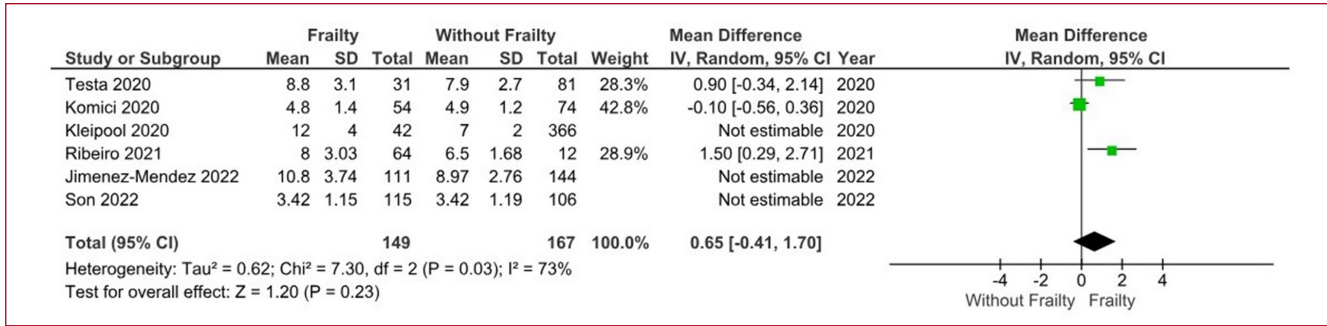 Frailty Without Frailty Mean Difference Mean Difference
Study or Subgroup Mean SD Total Mean SD Total Weight IV, Random, 95% CI Year IV, Random, 95% CI
Testa 2020 8.8 3.1 31 7.9 2.7 81 28.3% 0.90 [-0.34, 2.14] 2020
Komici 2020 4.8 1.4 54 4.9 1.2 74 42.8% -0.10 [-0.56, 0.36] 2020
Kleipool 2020 12 4 42 7 2 366 Not estimable 2020
Ribeiro 2021 8 3.03 64 6.5 1.68 12 28.9% 1.50 [0.29, 2.71] 2021
Jimenez-Mendez 2022 10.8 3.74 111 8.97 2.76 144 Not estimable 2022
Son 2022 3.42 1.15 115 3.42 1.19 106 Not estimable 2022
Total (95% CI) 149 167 100.0% 0.65 [-0.41, 1.70]
Heterogeneity: Tau² = 0.62; Chi² = 7.30, df = 2 (P = 0.03); I² = 73%
Test for overall effect: Z = 1.20 (P = 0.23)
-4 -2 0 2 4
Without Frailty Frailty